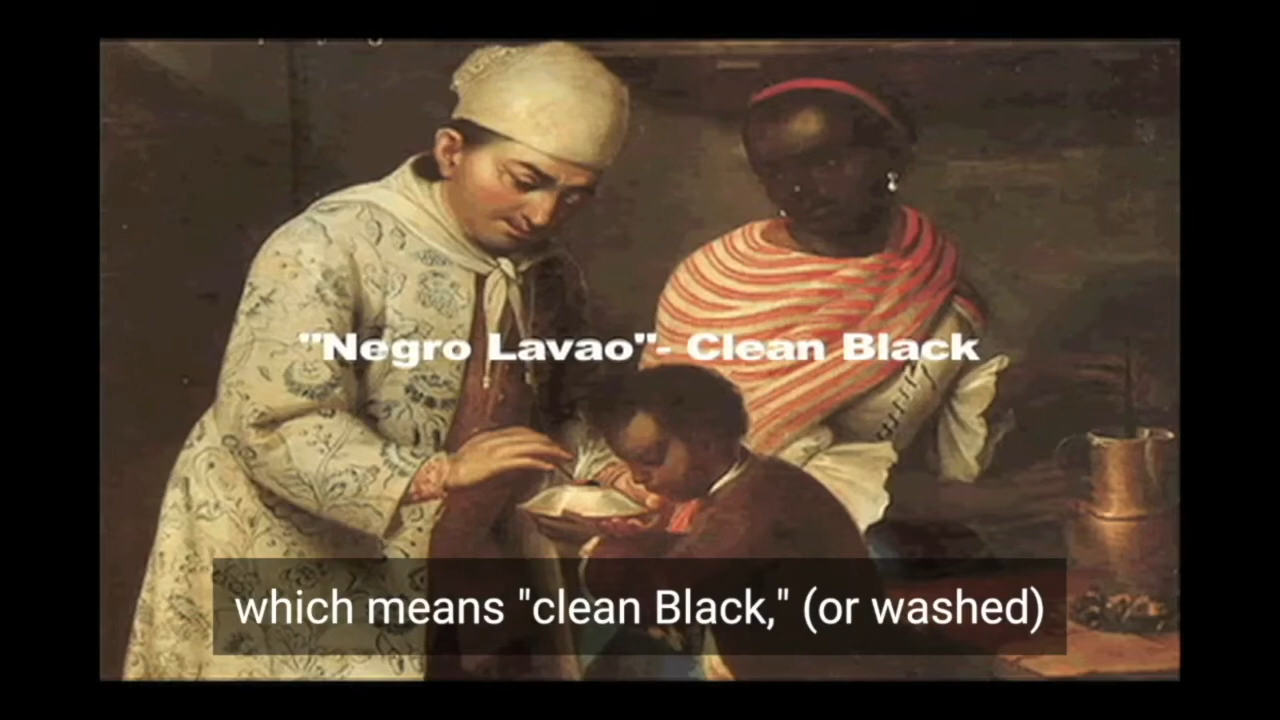 "Negro Lavao"- Clean Black
which means "clean Black," (or washed)